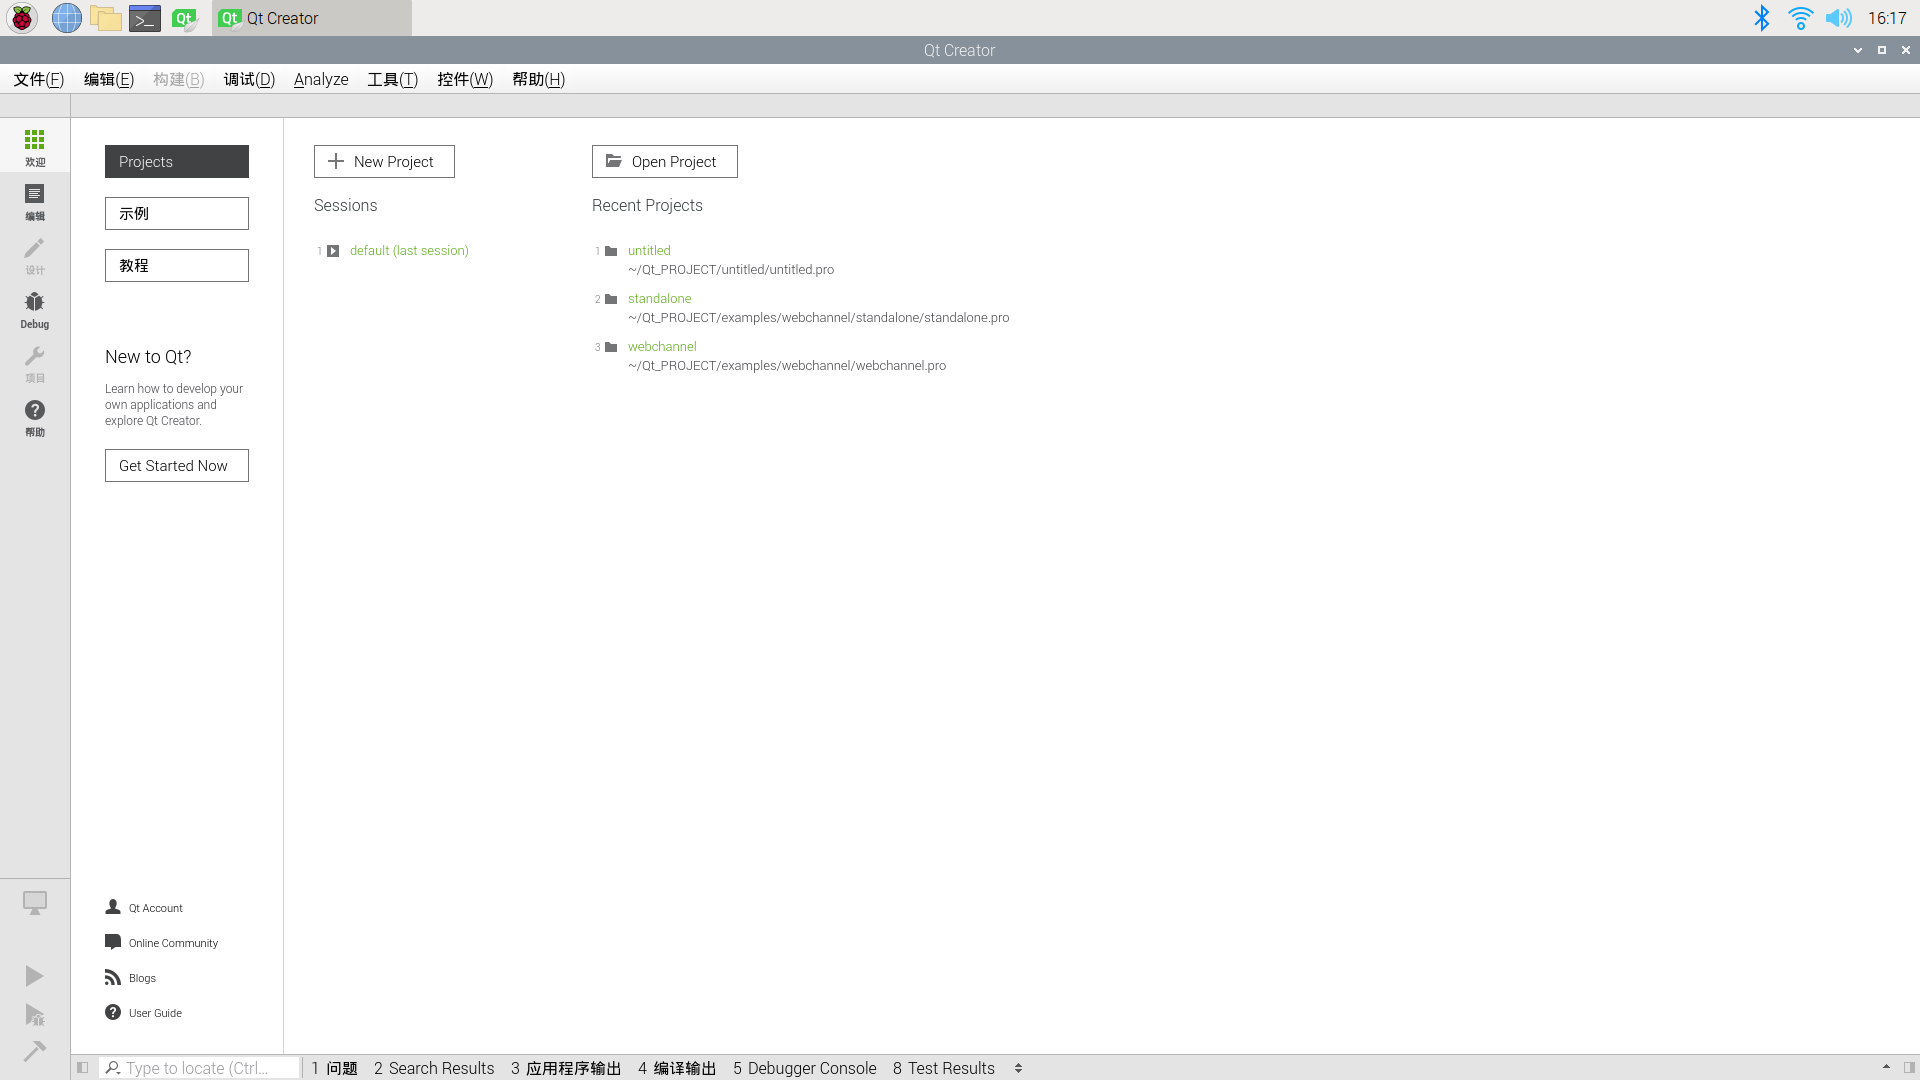 Qt Qt Qt Creator 16:17
Qt Creator
文件(F) 编辑(E) 构建(B) 调试(D) Analyze 工具(T) 控件(W) 帮助(H)
欢迎
编辑
设计
Debug
项目
帮助
Projects
示例
教程
New to Qt?
Learn how to develop your
own applications and
explore Qt Creator.
Get Started Now
Qt Account
Online Community
Blogs
User Guide
New Project
Sessions
1 default (last session)
Open Project
Recent Projects
1 untitled
~/Qt_PROJECT/untitled/untitled.pro
2 standalone
~/Qt_PROJECT/examples/webchannel/standalone/standalone.pro
3 webchannel
~/Qt_PROJECT/examples/webchannel/webchannel.pro
Type to locate (Ctrl... 1 问题 2 Search Results 3 应用程序输出 4 编译输出 5 Debugger Console 8 Test Results